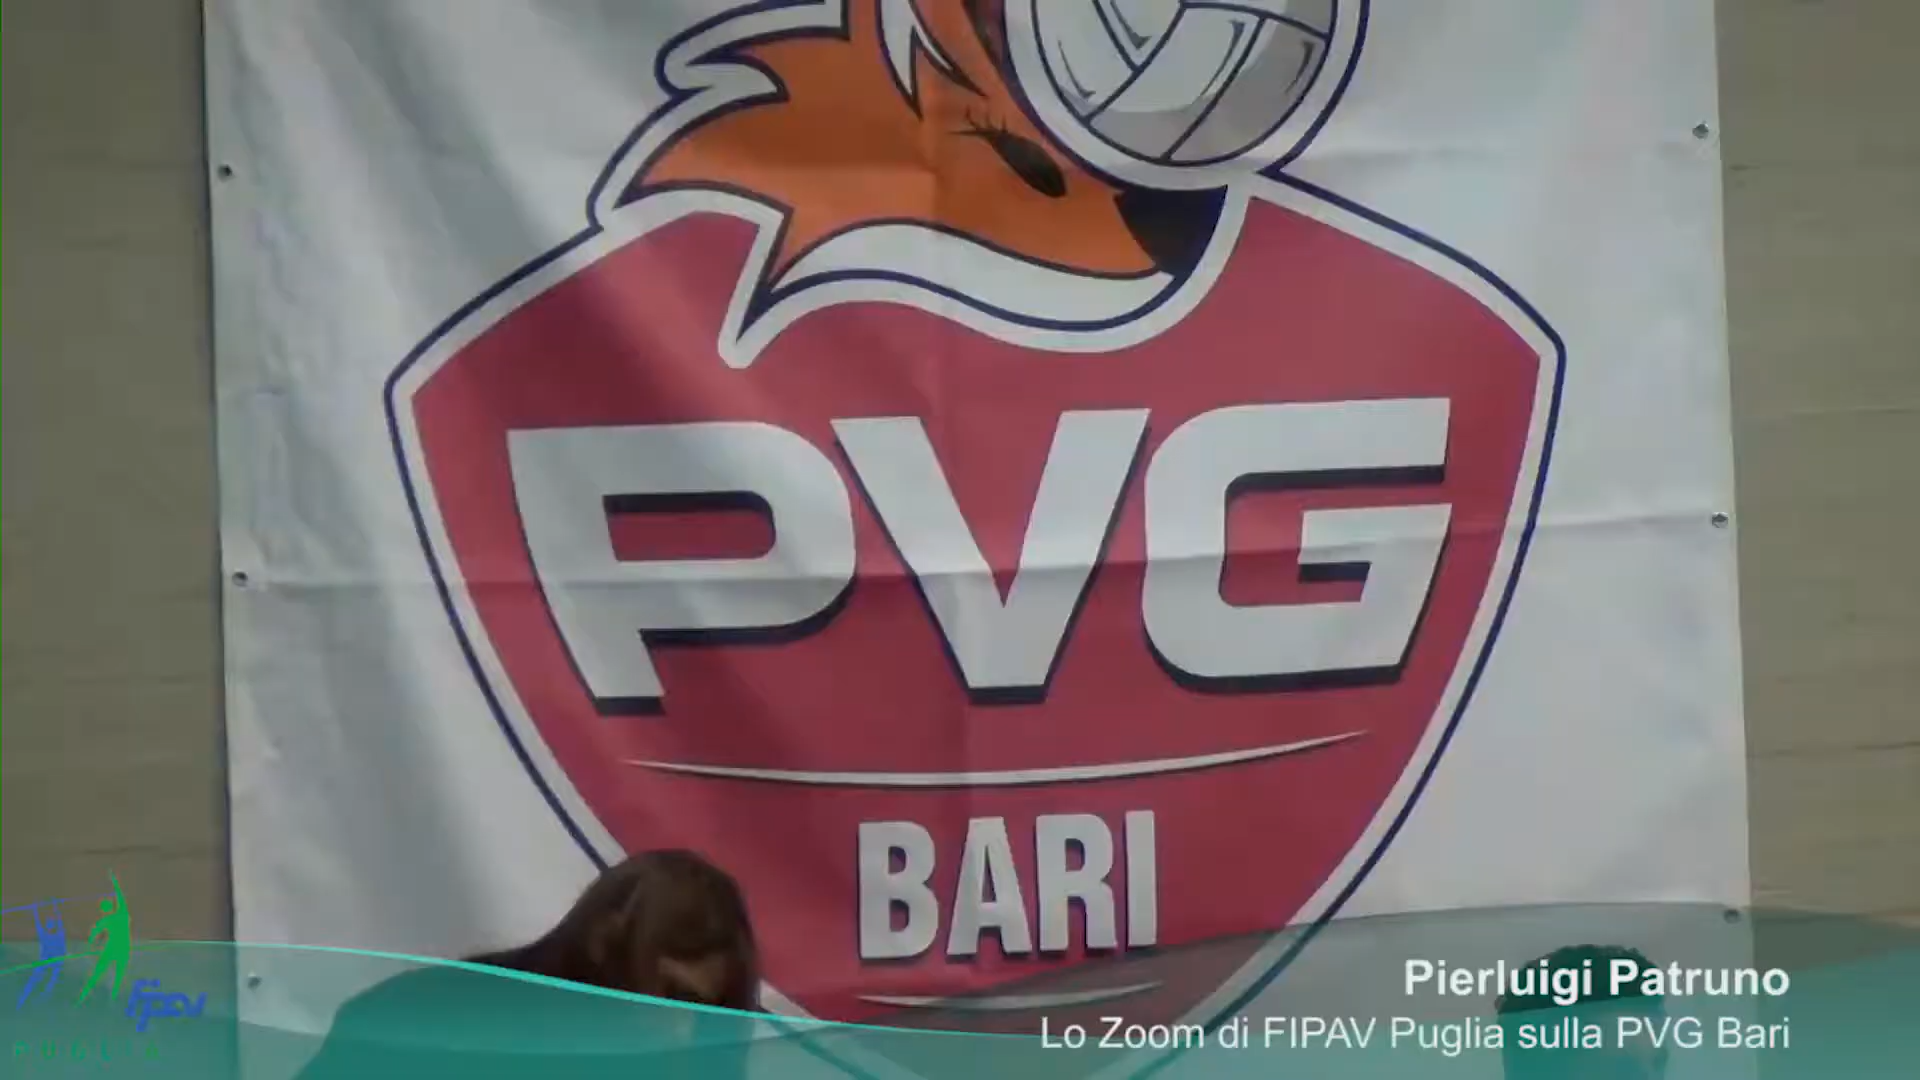 PVG
BARI
Pierluigi Patruno
Lo Zoom di FIPAV Puglia sulla PVG Bari
fipav
PUGLIA